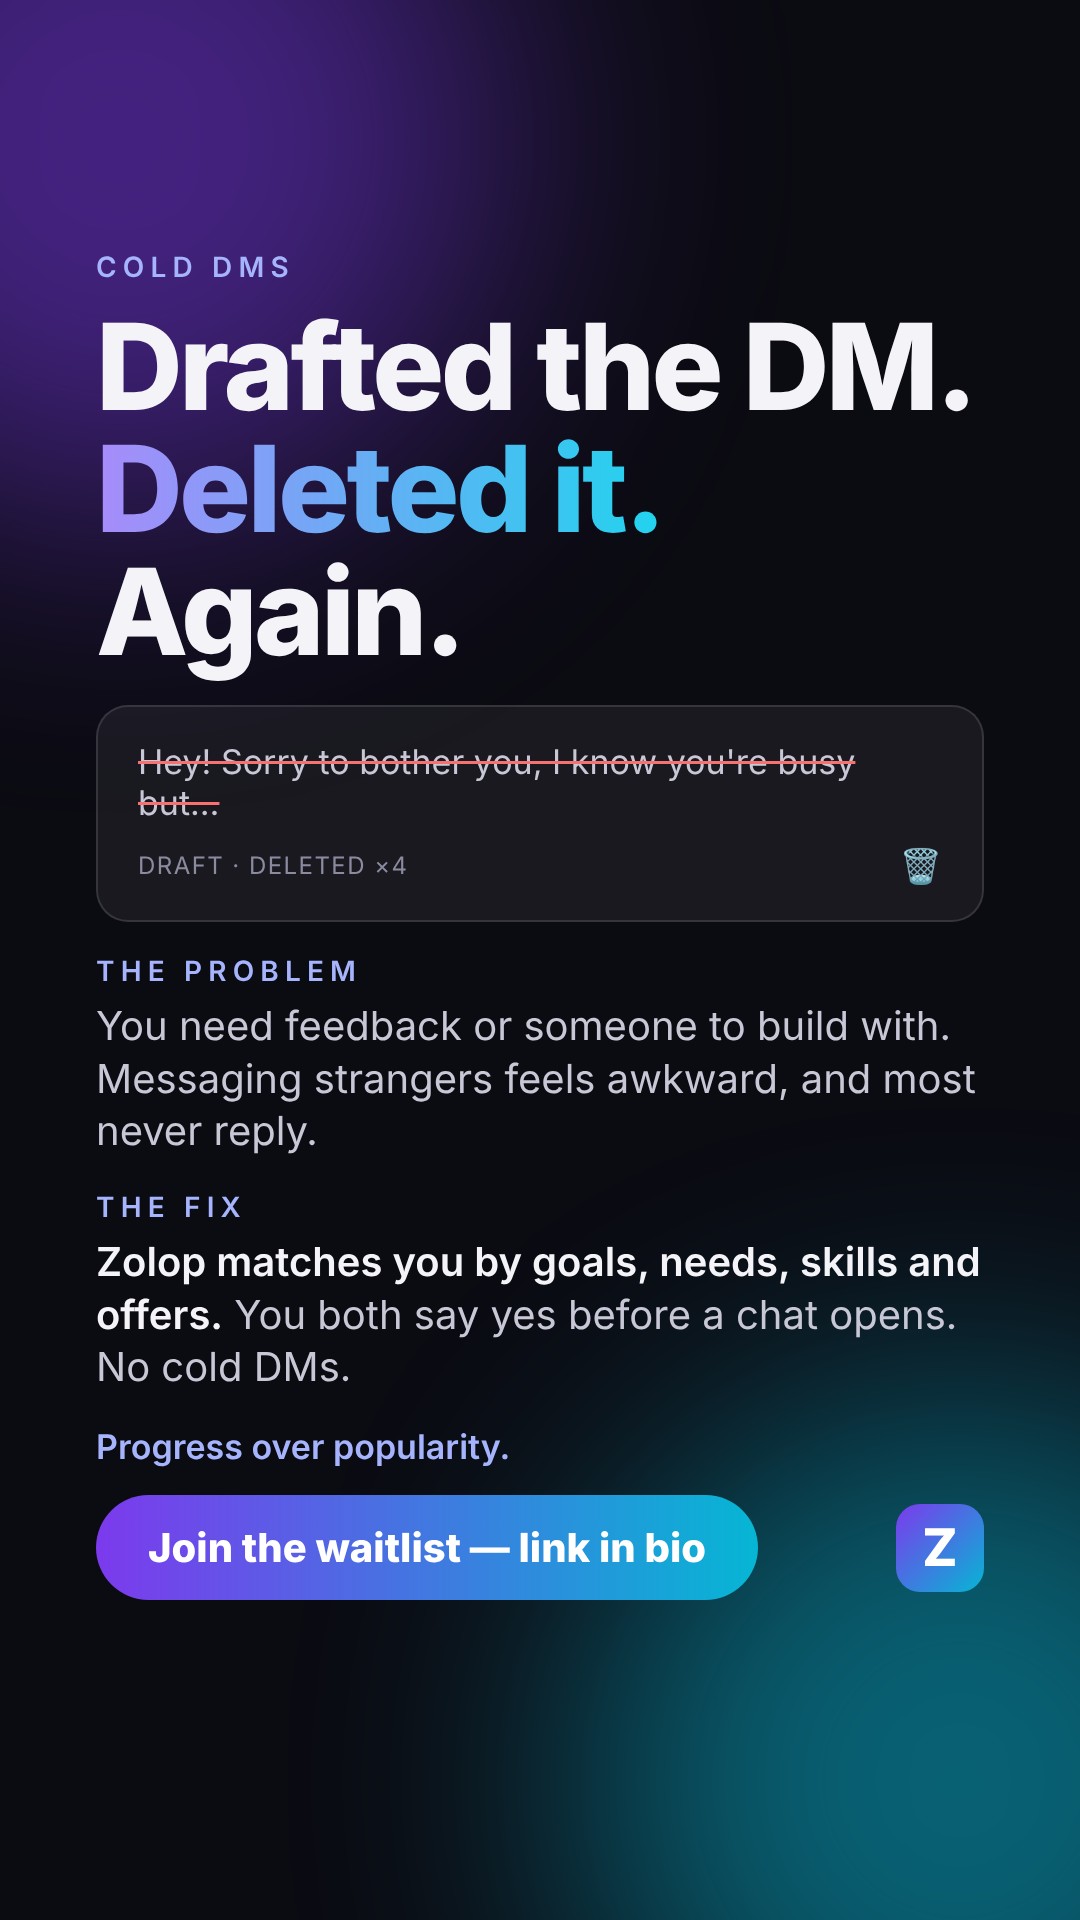 COLD DMS
Drafted the DM.
Deleted it.
Again.
Hey! Sorry to bother you, I know you're busy
but...
DRAFT · DELETED ×4
THE PROBLEM
You need feedback or someone to build with.
Messaging strangers feels awkward, and most
never reply.
THE FIX
Zolop matches you by goals, needs, skills and
offers. You both say yes before a chat opens.
No cold DMs.
Progress over popularity.
Join the waitlist — link in bio
Z